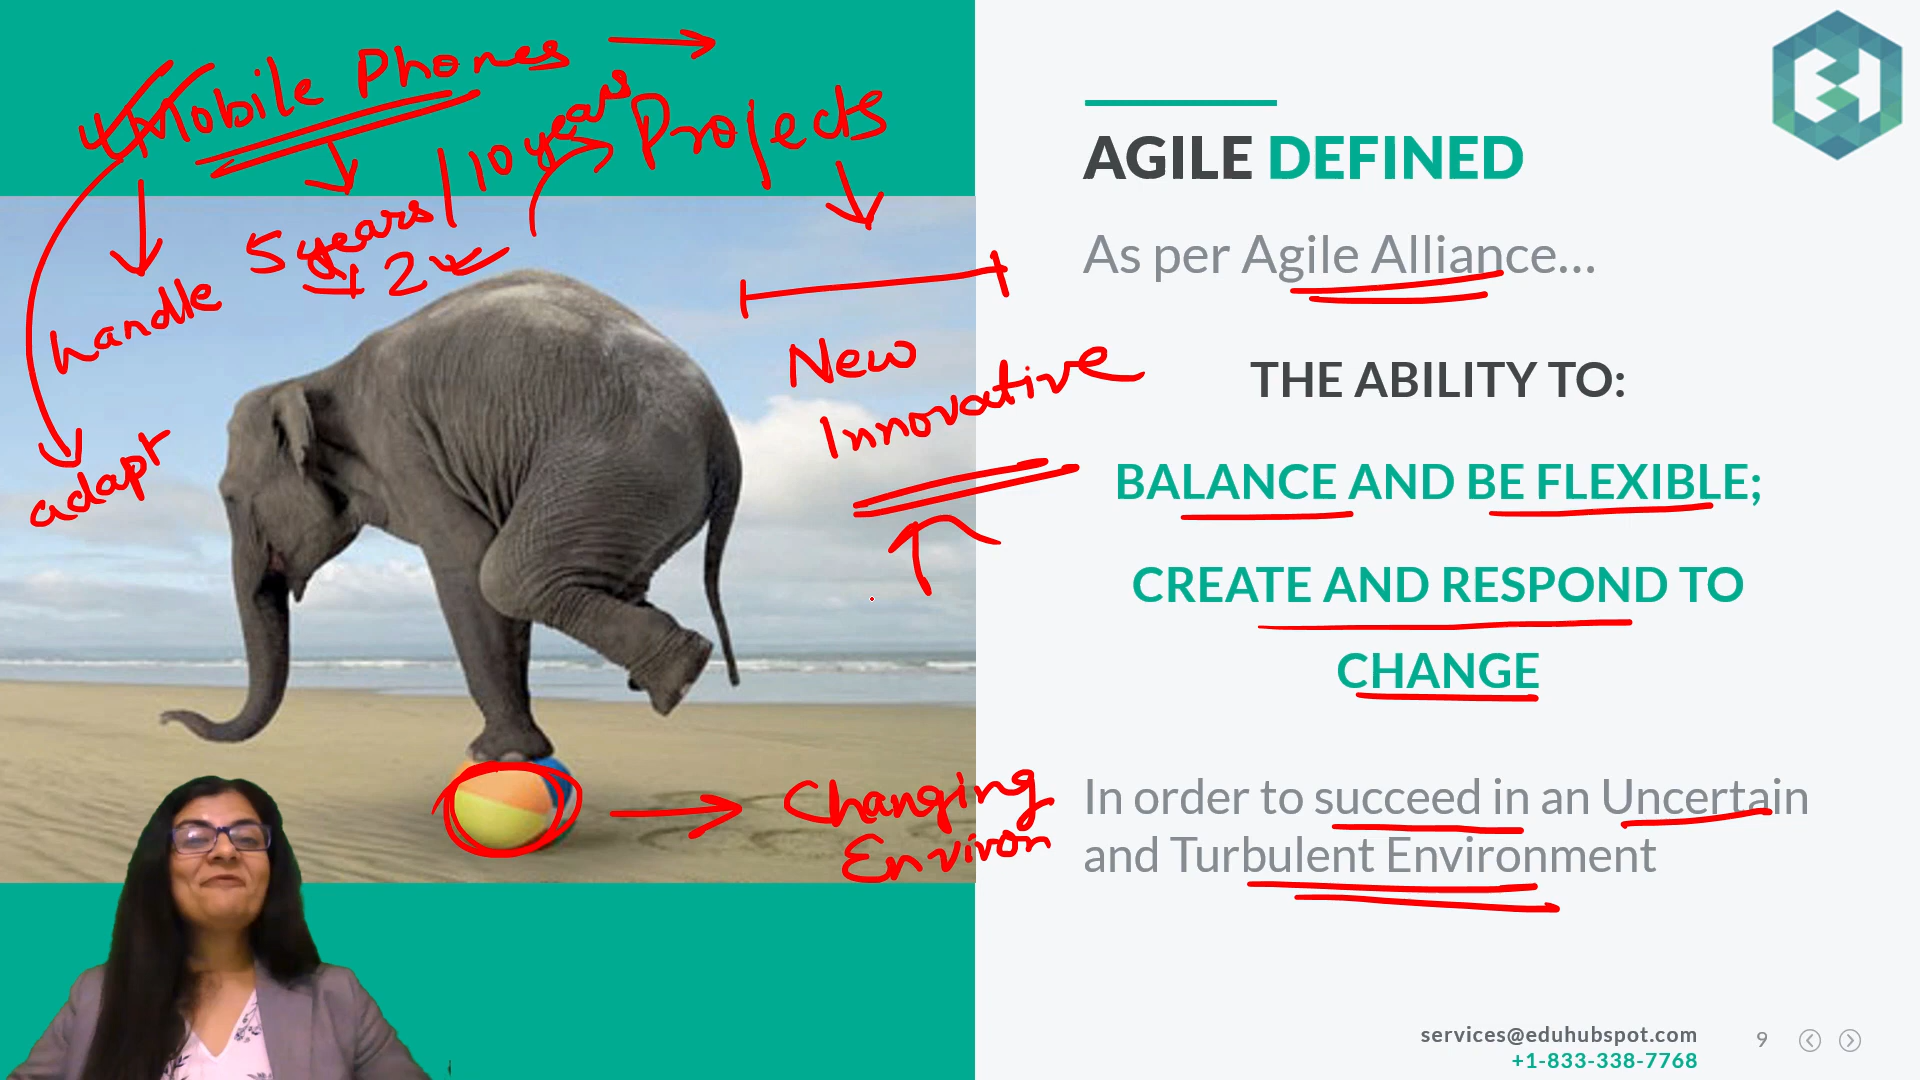 Mobile Phones
Projects
5 years / 10 years
+ 2
handle
adapt
New
Innovative
Changing
Environ
AGILE DEFINED
As per Agile Alliance...
THE ABILITY TO:
BALANCE AND BE FLEXIBLE;
CREATE AND RESPOND TO
CHANGE
In order to succeed in an Uncertain
and Turbulent Environment
services@eduhubspot.com
+1-833-338-7768
9